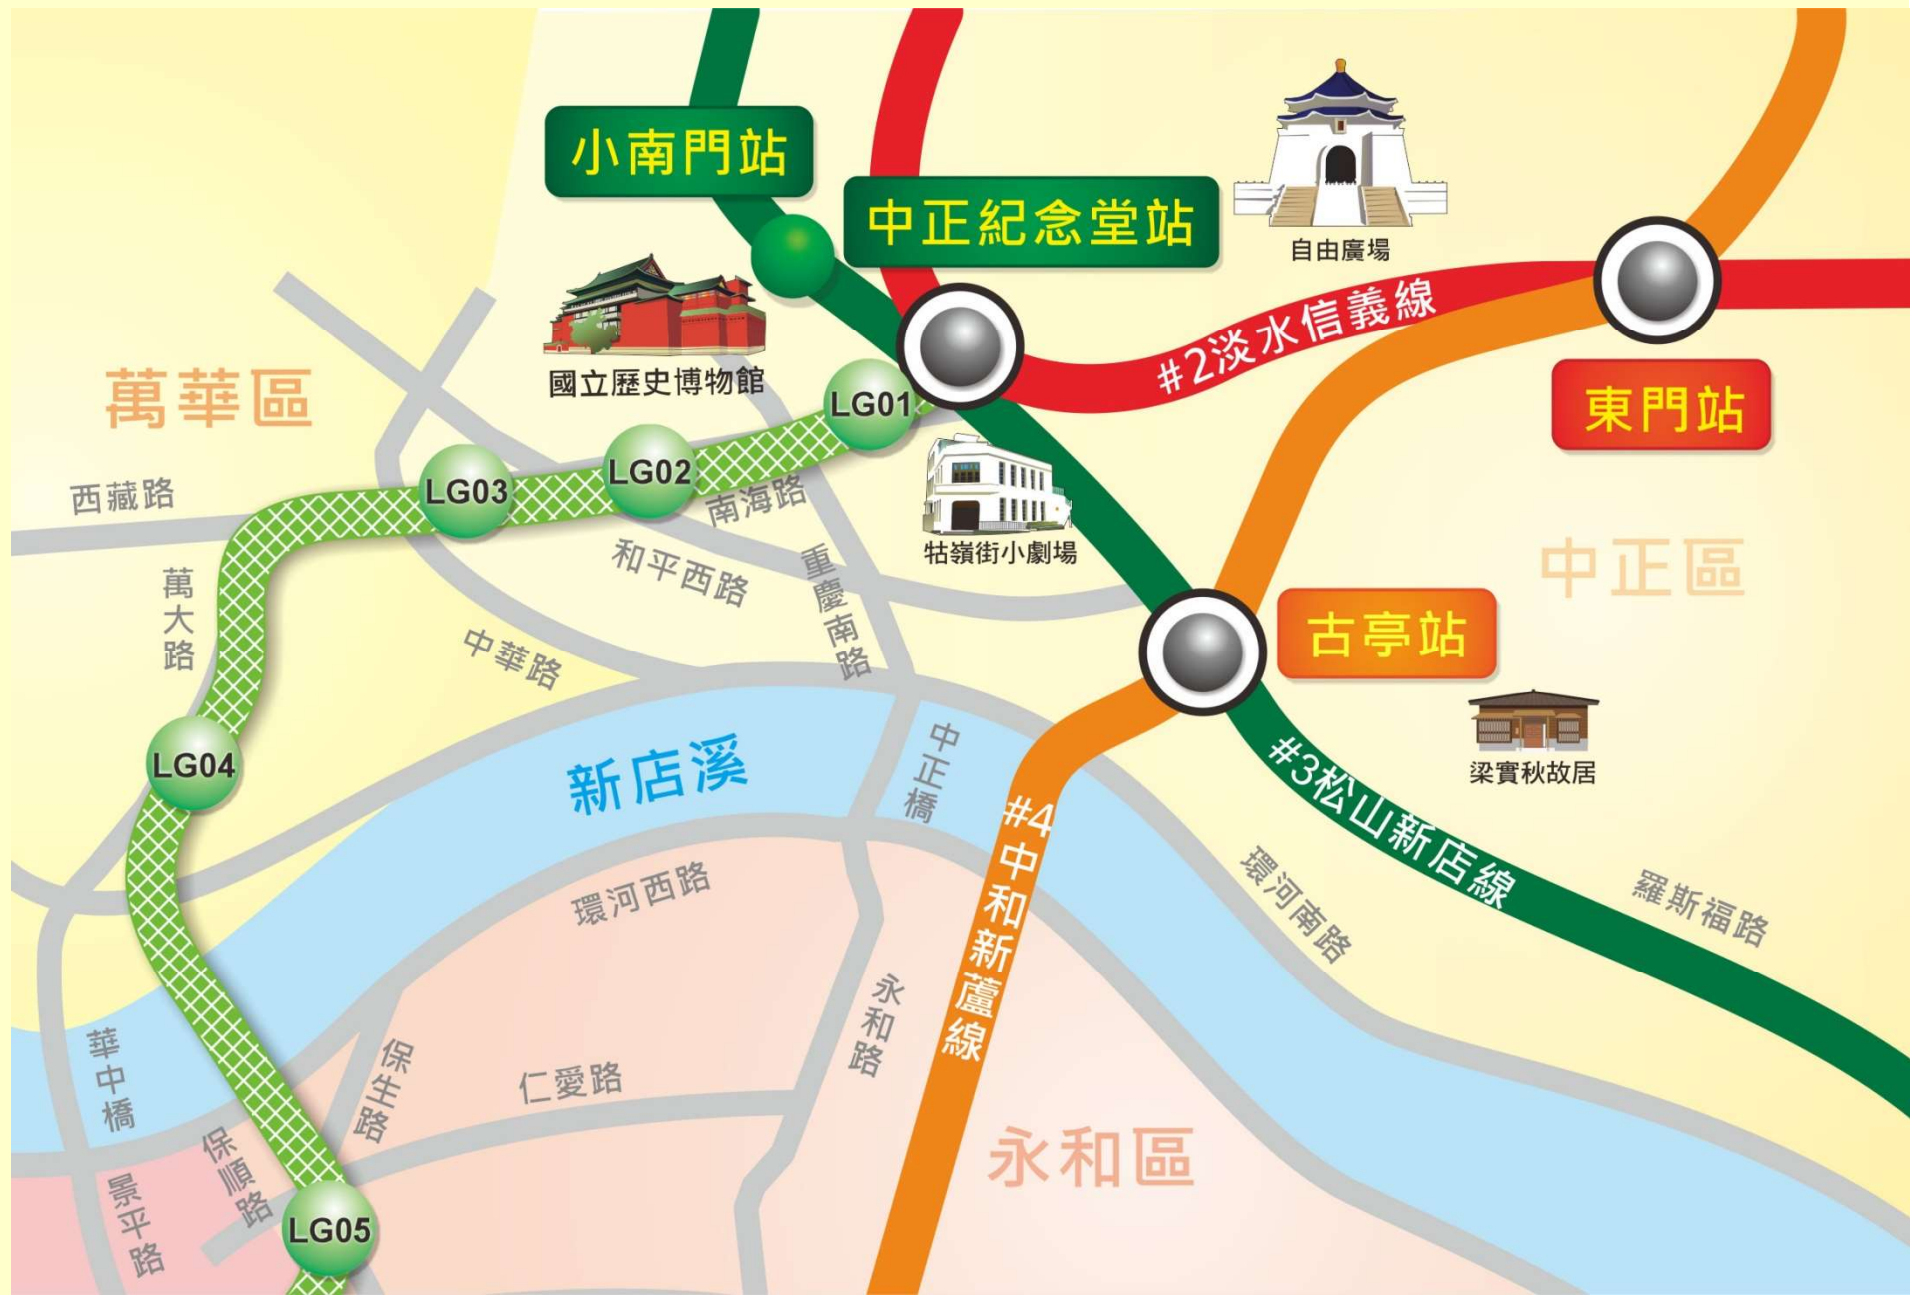 小南門站
中正紀念堂站
自由廣場
#2淡水信義線
國立歷史博物館
東門站
萬華區
LG01
LG02
LG03
西藏路
南海路
牯嶺街小劇場
和平西路
重慶南路
中正區
萬大路
中華路
古亭站
LG04
新店溪
中正橋
梁實秋故居
#3松山新店線
#4中和新蘆線
環河西路
環河南路
羅斯福路
永和路
華中橋
保生路
仁愛路
保順路
永和區
景平路
LG05